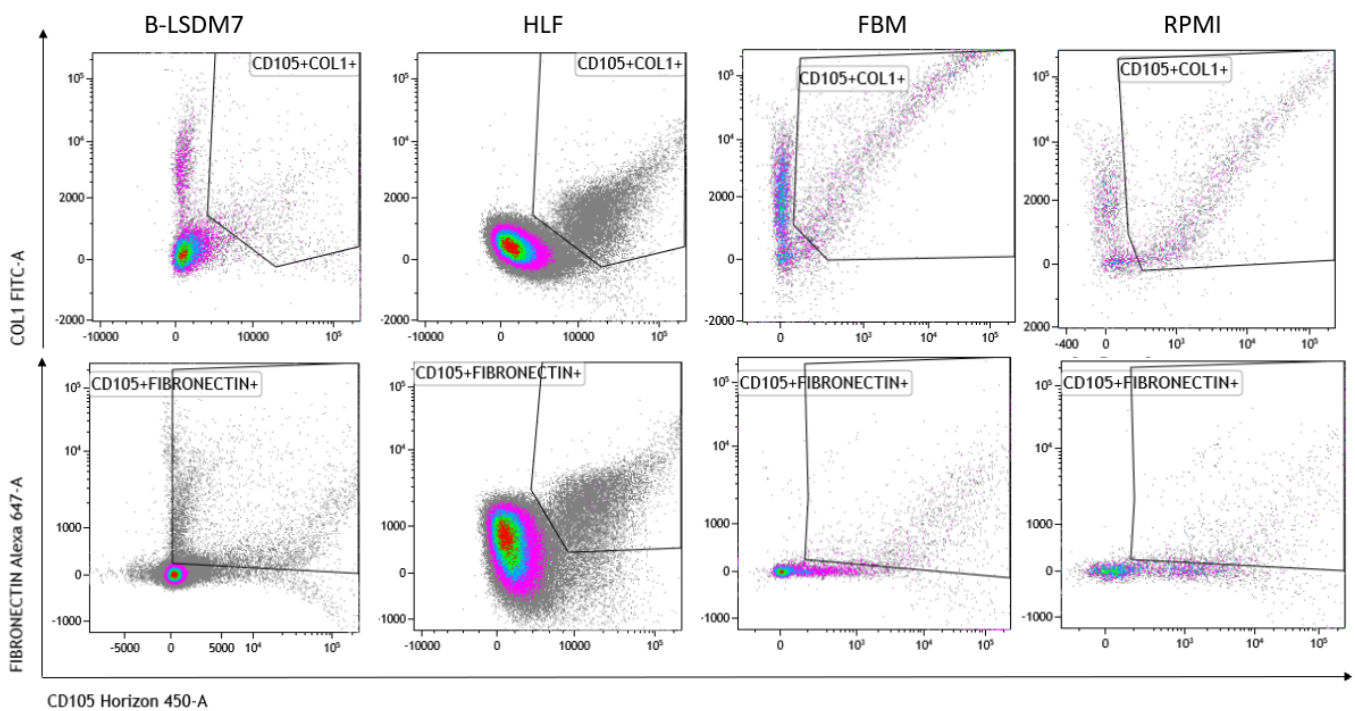 B-LSDM7 HLF FBM RPMI
CD105+COL1+ CD105+COL1+ CD105+COL1+ CD105+COL1+
10⁵ 10⁵ 10⁵ 10⁵
10⁴ 10⁴ 10⁴ 10⁴
2000 2000 2000 2000
0 0 0 0
-2000 -2000 -2000 2000
-10000 0 10000 10⁵ -10000 0 10000 10⁵ 0 10³ 10⁴ 10⁵ -400 0 10³ 10⁴ 10⁵
COL1 FITC-A
CD105+FIBRONECTIN+ CD105+FIBRONECTIN+ CD105+FIBRONECTIN+ CD105+FIBRONECTIN+
10⁵ 10⁵ 10⁵ 10⁵
10⁴ 10⁴ 10⁴ 10⁴
1000 1000 1000 1000
0 0 0 0
-1000 -1000 -1000 -1000
-5000 0 5000 10⁴ 10⁵ -10000 0 10000 10⁵ 0 10³ 10⁴ 10⁵ 0 10³ 10⁴ 10⁵
FIBRONECTIN Alexa 647-A
CD105 Horizon 450-A